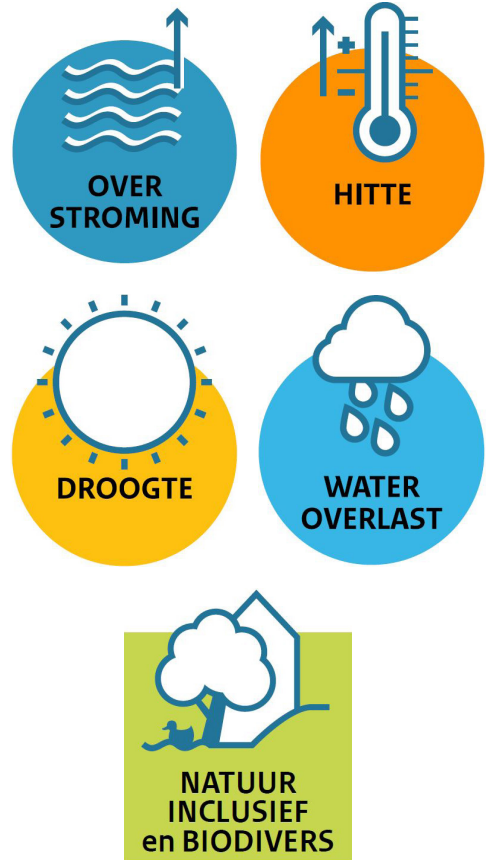 OVER
STROMING
HITTE
DROOGTE
WATER
OVERLAST
NATUUR
INCLUSIEF
en BIODIVERS